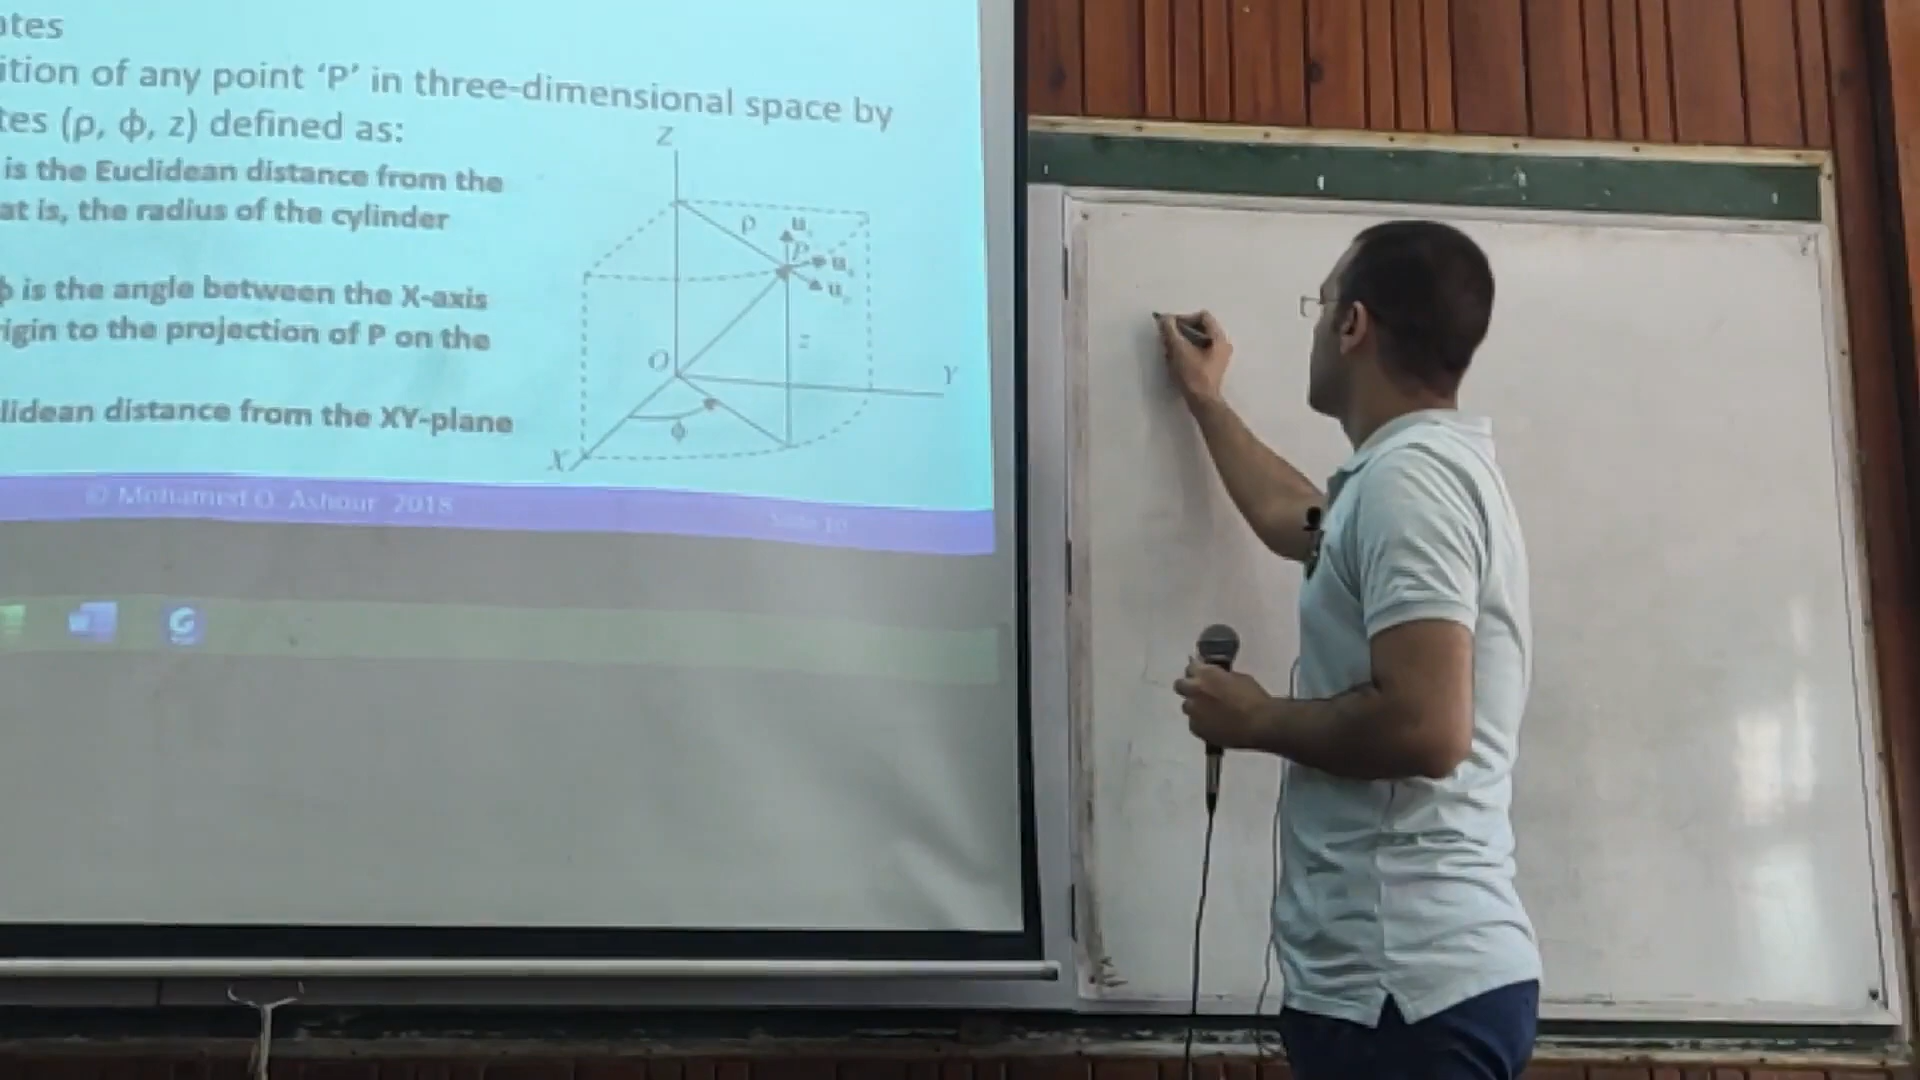 ition of any point ‘P’ in three-dimensional space by
tes (ρ, ϕ, z) defined as:
is the Euclidean distance from the
at is, the radius of the cylinder
ϕ is the angle between the X-axis
igin to the projection of P on the
lidean distance from the XY-plane
Z
ρ
u
P
u
u
z
O
Y
ϕ
X
© Mohamed O. Ashour 2018
Slide 10